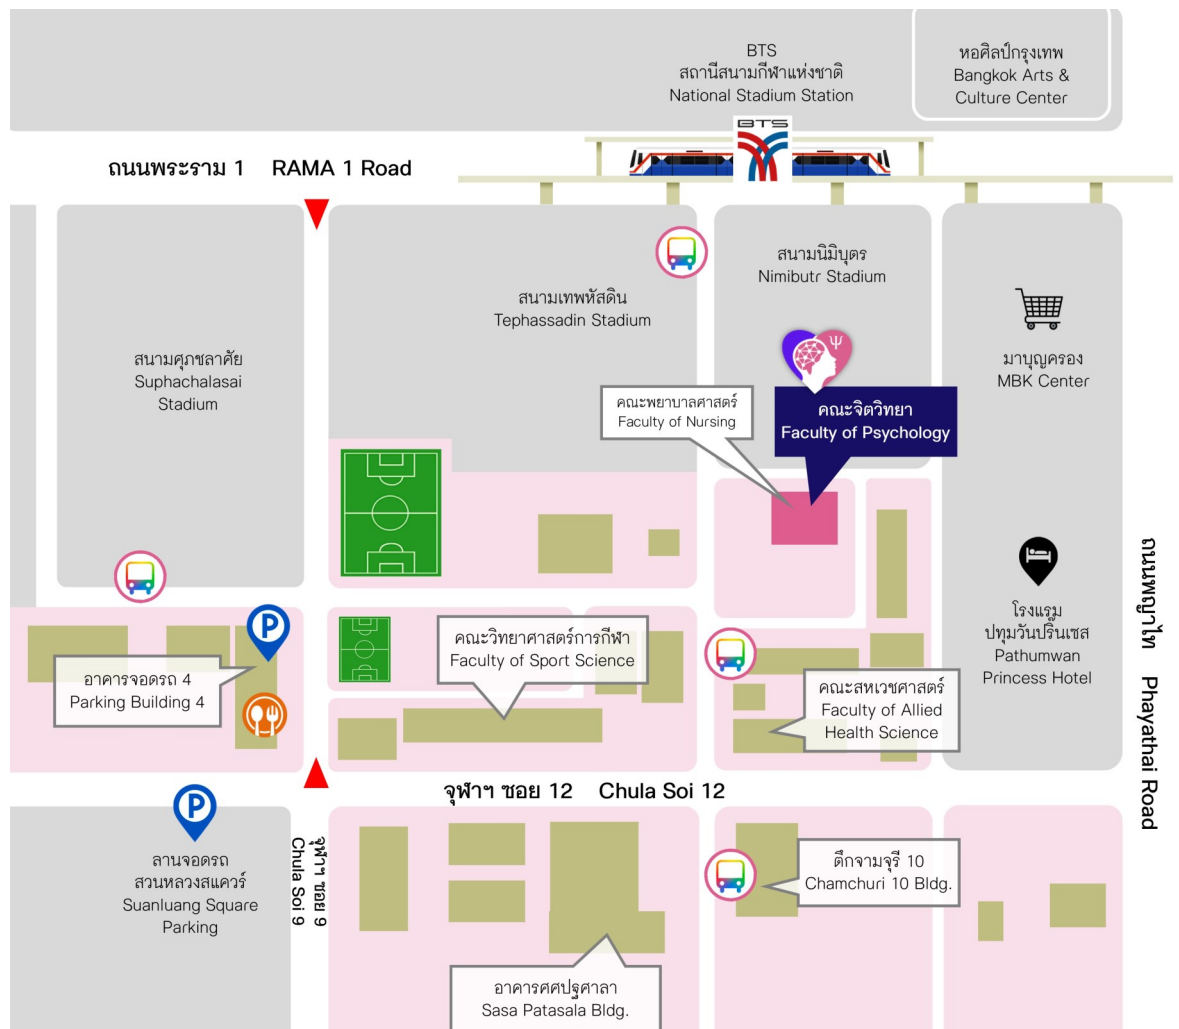 BTS
สถานีสนามกีฬาแห่งชาติ
National Stadium Station
หอศิลป์กรุงเทพ
Bangkok Arts &
Culture Center
BTS
ถนนพระราม 1 RAMA 1 Road
สนามศุภชลาศัย
Suphachalasai
Stadium
สนามเทพหัสดิน
Tephassadin Stadium
สนามนิมิบุตร
Nimibutr Stadium
มาบุญครอง
MBK Center
Ψ
คณะพยาบาลศาสตร์
Faculty of Nursing
คณะจิตวิทยา
Faculty of Psychology
โรงแรม
ปทุมวันปริ๊นเซส
Pathumwan
Princess Hotel
ถนนพญาไท Phayathai Road
P
อาคารจอดรถ 4
Parking Building 4
คณะวิทยาศาสตร์การกีฬา
Faculty of Sport Science
คณะสหเวชศาสตร์
Faculty of Allied
Health Science
จุฬาฯ ซอย 12 Chula Soi 12
P
ลานจอดรถ
สวนหลวงสแควร์
Suanluang Square
Parking
จุฬาฯ ซอย 9
Chula Soi 9
ตึกจามจุรี 10
Chamchuri 10 Bldg.
อาคารศศปฐศาลา
Sasa Patasala Bldg.